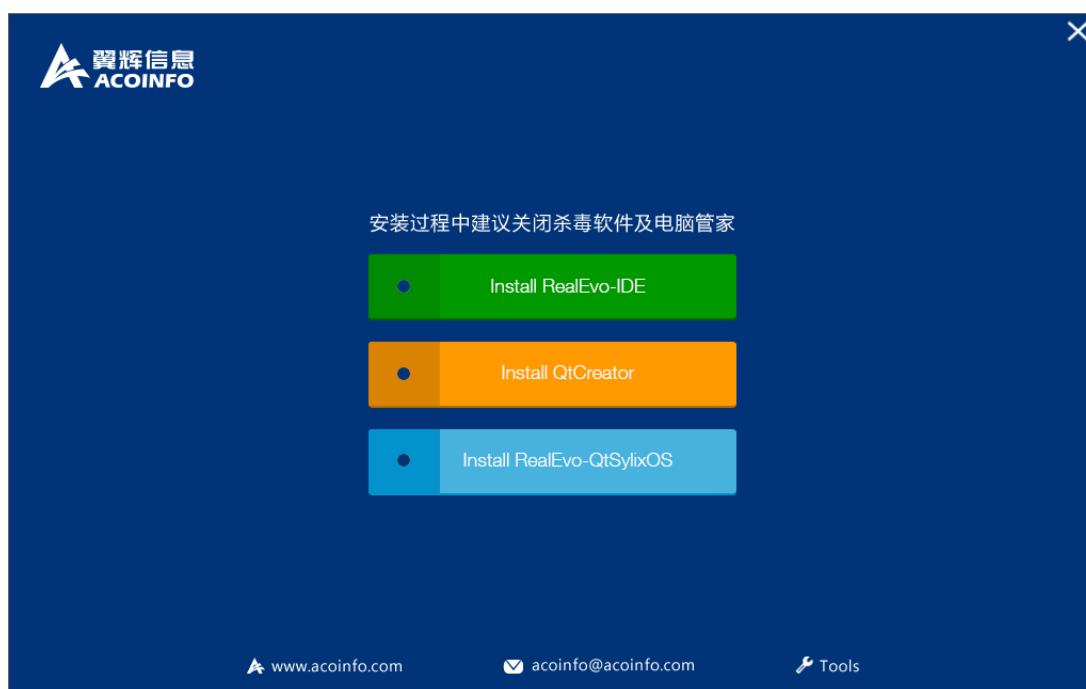 翼辉信息
ACOINFO
安装过程中建议关闭杀毒软件及电脑管家
Install RealEvo-IDE
Install QtCreator
Install RealEvo-QtSylixOS
www.acoinfo.com
acoinfo@acoinfo.com
Tools